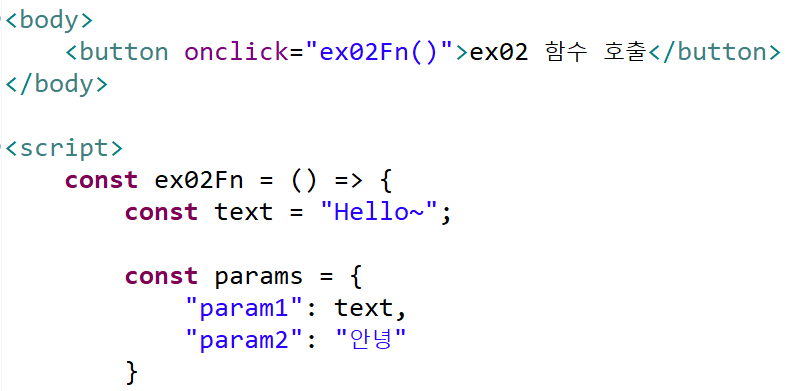 <body>
    <button onclick="ex02Fn()">ex02 함수 호출</button>
</body>

<script>
    const ex02Fn = () => {
        const text = "Hello~";

        const params = {
            "param1": text,
            "param2": "안녕"
        }